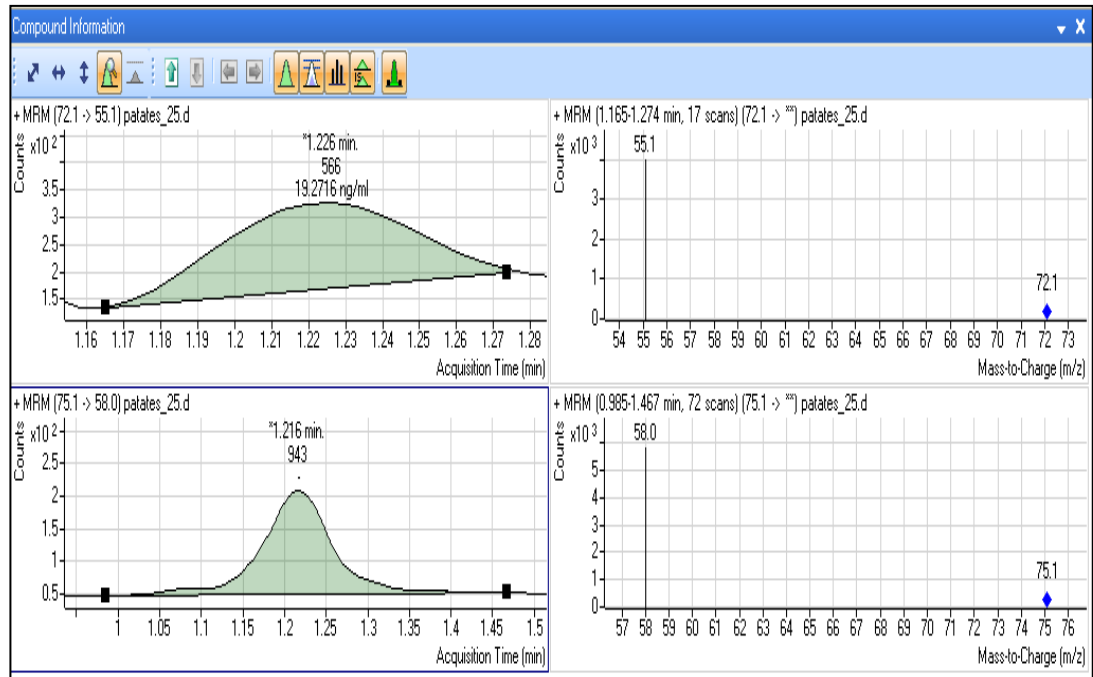 Compound Information
IS
+ MRM (72.1 -> 55.1) patates_25.d
Counts
x10 2
*1.226 min.
566
19.2716 ng/ml
3.5
3
2.5
2
1.5
1.16 1.17 1.18 1.19 1.2 1.21 1.22 1.23 1.24 1.25 1.26 1.27 1.28
Acquisition Time (min)
+ MRM (1.165-1.274 min, 17 scans) (72.1 -> **) patates_25.d
Counts
x10 3
55.1
3
2
1
0
72.1
54 55 56 57 58 59 60 61 62 63 64 65 66 67 68 69 70 71 72 73
Mass-to-Charge (m/z)
+ MRM (75.1 -> 58.0) patates_25.d
Counts
x10 2
*1.216 min.
943
2.5
2
1.5
1
0.5
1 1.05 1.1 1.15 1.2 1.25 1.3 1.35 1.4 1.45 1.5
Acquisition Time (min)
+ MRM (0.985-1.467 min, 72 scans) (75.1 -> **) patates_25.d
Counts
x10 3
58.0
5
4
3
2
1
0
75.1
57 58 59 60 61 62 63 64 65 66 67 68 69 70 71 72 73 74 75 76
Mass-to-Charge (m/z)